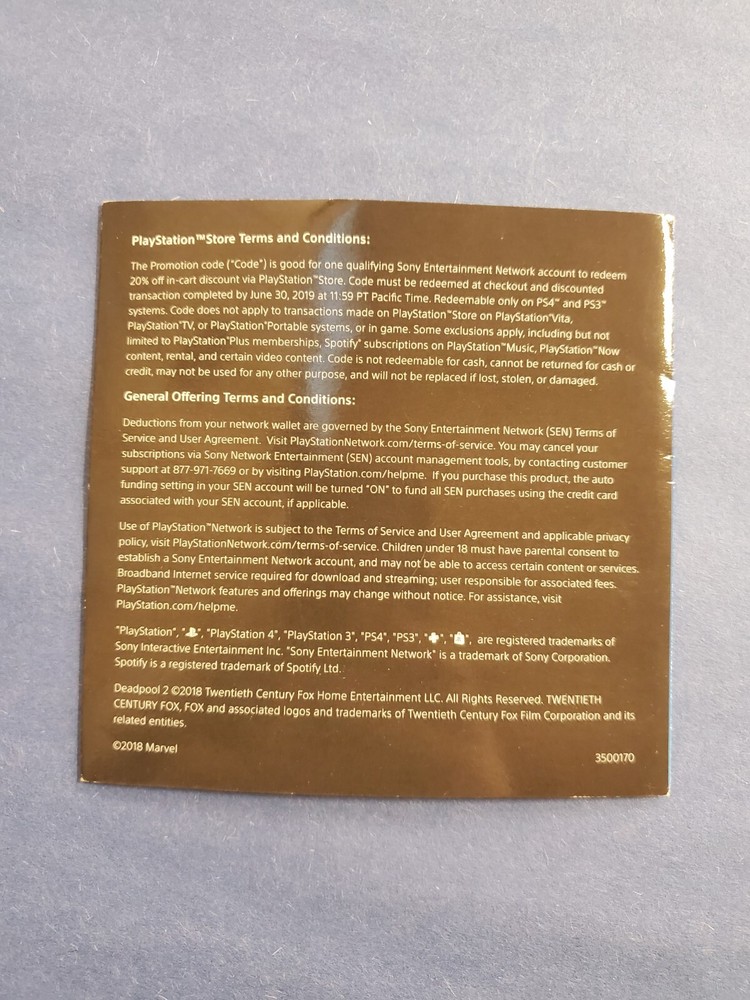 PlayStation™Store Terms and Conditions:
The Promotion code ("Code") is good for one qualifying Sony Entertainment Network account to redeem
20% off in-cart discount via PlayStation™Store. Code must be redeemed at checkout and discounted
transaction completed by June 30, 2019 at 11:59 PT Pacific Time. Redeemable only on PS4™ and PS3™
systems. Code does not apply to transactions made on PlayStation™Store on PlayStation®Vita,
PlayStation®TV, or PlayStation®Portable systems, or in game. Some exclusions apply, including but not
limited to PlayStation®Plus memberships, Spotify® subscriptions on PlayStation™Music, PlayStation™Now
content, rental, and certain video content. Code is not redeemable for cash, cannot be returned for cash or
credit, may not be used for any other purpose, and will not be replaced if lost, stolen, or damaged.
General Offering Terms and Conditions:
Deductions from your network wallet are governed by the Sony Entertainment Network (SEN) Terms of
Service and User Agreement. Visit PlayStationNetwork.com/terms-of-service. You may cancel your
subscriptions via Sony Network Entertainment (SEN) account management tools, by contacting customer
support at 877-971-7669 or by visiting PlayStation.com/helpme. If you purchase this product, the auto
funding setting in your SEN account will be turned "ON" to fund all SEN purchases using the credit card
associated with your SEN account, if applicable.
Use of PlayStation™Network is subject to the Terms of Service and User Agreement and applicable privacy
policy, visit PlayStationNetwork.com/terms-of-service. Children under 18 must have parental consent to
establish a Sony Entertainment Network account, and may not be able to access certain content or services.
Broadband Internet service required for download and streaming; user responsible for associated fees.
PlayStation™Network features and offerings may change without notice. For assistance, visit
PlayStation.com/helpme.
"PlayStation", "", "PlayStation 4", "PlayStation 3", "PS4", "PS3", "", "", are registered trademarks of
Sony Interactive Entertainment Inc. "Sony Entertainment Network" is a trademark of Sony Corporation.
Spotify is a registered trademark of Spotify Ltd.
Deadpool 2 ©2018 Twentieth Century Fox Home Entertainment LLC. All Rights Reserved. TWENTIETH
CENTURY FOX, FOX and associated logos and trademarks of Twentieth Century Fox Film Corporation and its
related entities.
©2018 Marvel
3500170